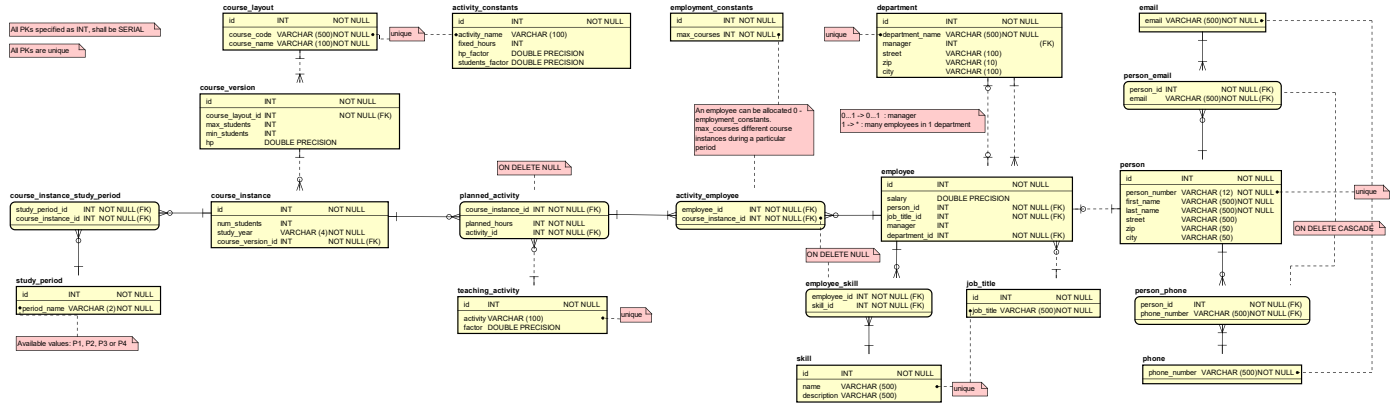 All PKs specified as INT, shall be SERIAL
All PKs are unique
course_layout
id INT NOT NULL
course_code VARCHAR (500)NOT NULL
course_name VARCHAR (100)NOT NULL
unique
activity_constants
id INT NOT NULL
activity_name VARCHAR (100)
fixed_hours INT
hp_factor DOUBLE PRECISION
students_factor DOUBLE PRECISION
employment_constants
id INT NOT NULL
max_courses INT NOT NULL
unique
department
id INT NOT NULL
department_name VARCHAR (500)NOT NULL
manager INT (FK)
street VARCHAR (100)
zip VARCHAR (10)
city VARCHAR (100)
email
email VARCHAR (500)NOT NULL
course_version
id INT NOT NULL
course_layout_id INT NOT NULL (FK)
max_students INT
min_students INT
hp DOUBLE PRECISION
An employee can be allocated 0 -
employment_constants.
max_courses different course
instances during a particular
period
0...1 -> 0...1 : manager
1 -> * : many employees in 1 department
person_email
person_id INT NOT NULL (FK)
email VARCHAR (500)NOT NULL (FK)
ON DELETE NULL
course_instance_study_period
study_period_id INT NOT NULL (FK)
course_instance_id INT NOT NULL (FK)
course_instance
id INT NOT NULL
num_students INT
study_year VARCHAR (4)NOT NULL
course_version_id INT NOT NULL (FK)
planned_activity
course_instance_id INT NOT NULL (FK)
planned_hours INT NOT NULL
activity_id INT NOT NULL (FK)
activity_employee
employee_id INT NOT NULL (FK)
course_instance_id INT NOT NULL (FK)
employee
id INT NOT NULL
salary DOUBLE PRECISION
person_id INT NOT NULL (FK)
job_title_id INT NOT NULL (FK)
manager INT
department_id INT NOT NULL (FK)
person
id INT NOT NULL
person_number VARCHAR (12) NOT NULL
first_name VARCHAR (500)NOT NULL
last_name VARCHAR (500)NOT NULL
street VARCHAR (500)
zip VARCHAR (50)
city VARCHAR (50)
unique
ON DELETE CASCADE
ON DELETE NULL
study_period
id INT NOT NULL
period_name VARCHAR (2)NOT NULL
Available values: P1, P2, P3 or P4
teaching_activity
id INT NOT NULL
activity VARCHAR (100)
factor DOUBLE PRECISION
unique
employee_skill
employee_id INT NOT NULL (FK)
skill_id INT NOT NULL (FK)
job_title
id INT NOT NULL
job_title VARCHAR (500)NOT NULL
person_phone
person_id INT NOT NULL (FK)
phone_number VARCHAR (500)NOT NULL (FK)
skill
id INT NOT NULL
name VARCHAR (500)
description VARCHAR (500)
unique
phone
phone_number VARCHAR (500)NOT NULL